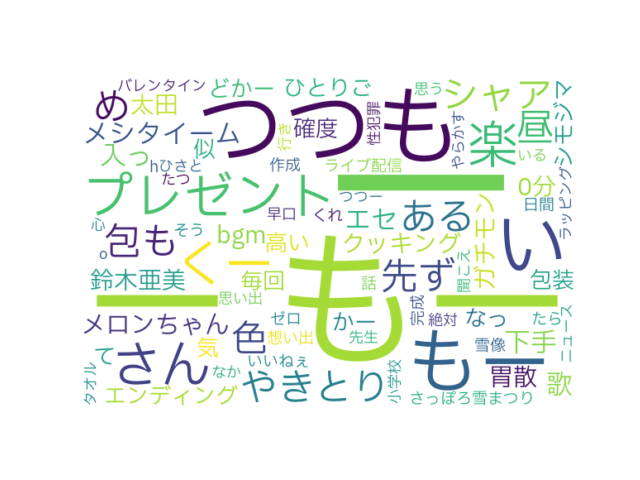 バレンタイン
どかー
ひとりご
思う
シャア
マ
め
太田
つつも
確度
性犯罪
楽
昼
メシタイーム
行き
やらかす
シモジマ
入っ
似
hひさと
作成
ライブ配信
いる
たつ
プレゼント
ー
0分
ラッピング
つつー
日間
心
そう
早口
くれ
エセ
ある
ガチモン
い
包も
bgm
高い
クッキング
聞こえ
o
くー
も
話
先ず
包装
鈴木亜美
毎回
ー
思い出
ー
メロンちゃん
色
ゼロ
かー
完成
絶対
なっ
たら
ニュース
て
さん
気
想い出
先生
もー
雪像
下手
いいねぇ
胃散
タオル
なか
エンディング
やきとり
小学校
さっぽろ雪まつり
歌